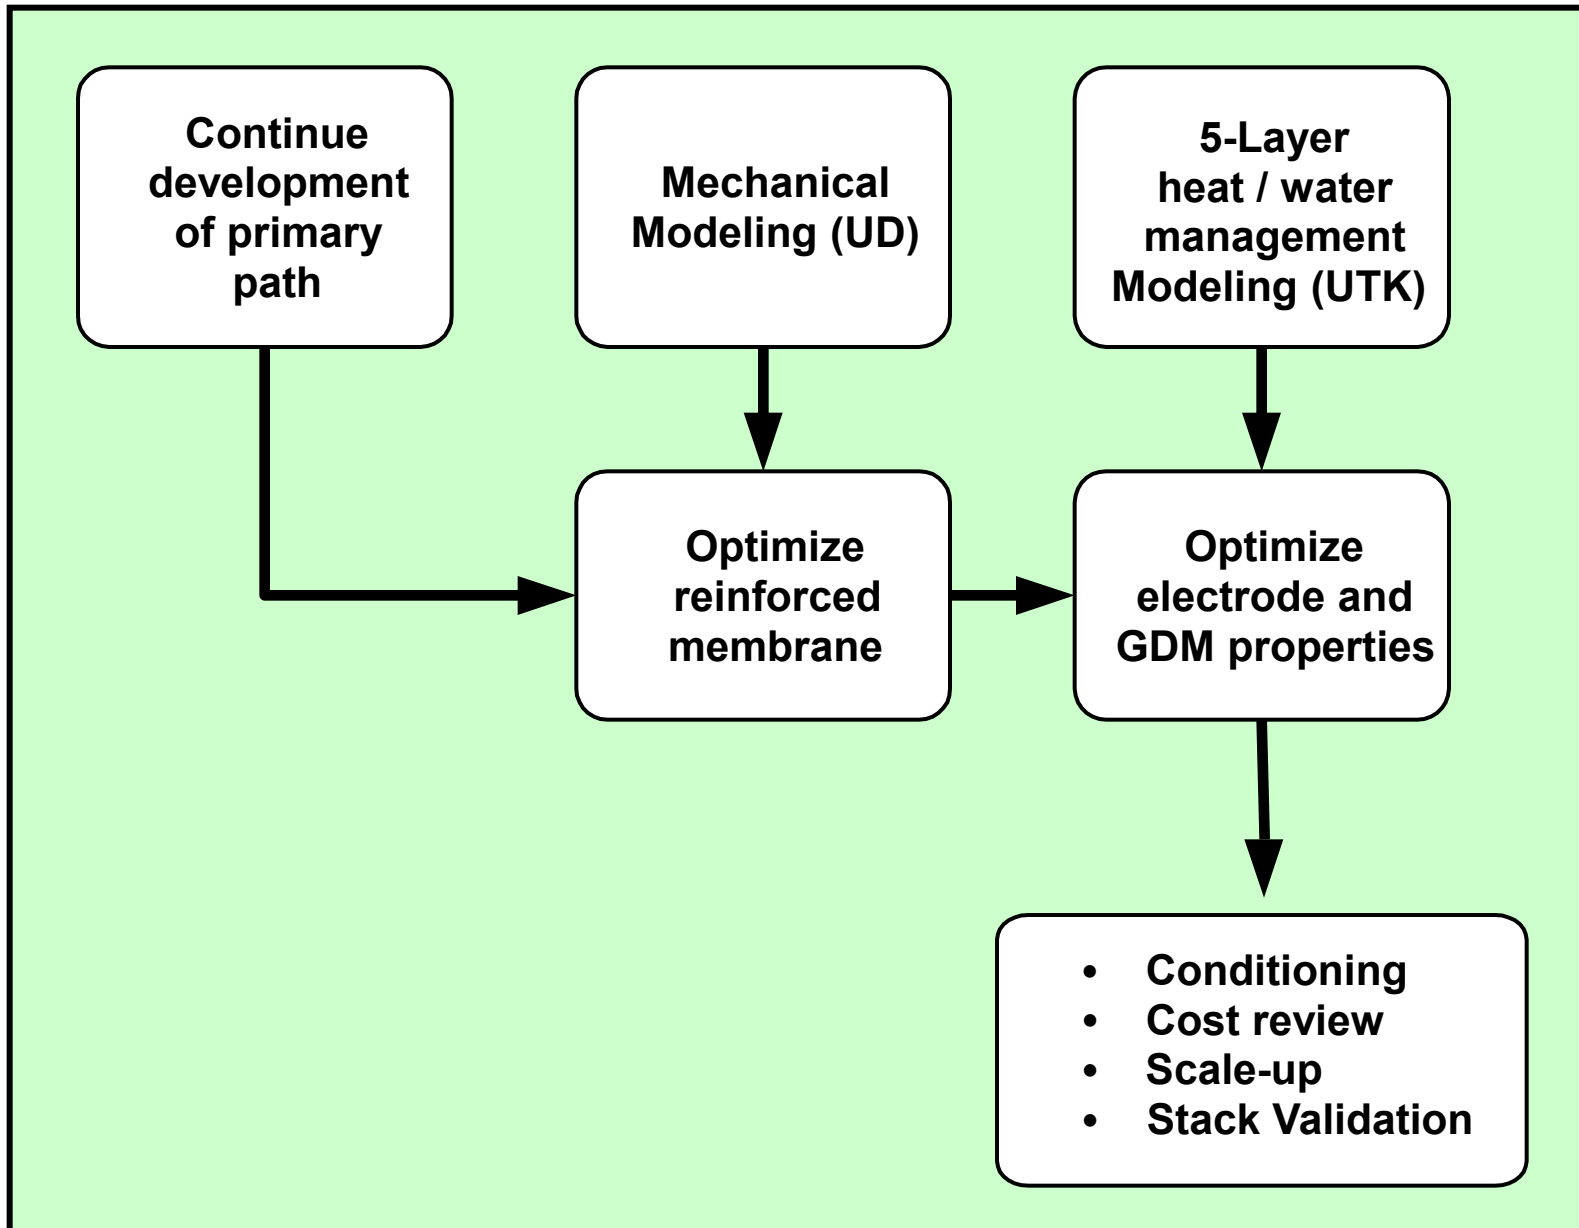 Continue
development
of primary
path
Mechanical
Modeling (UD)
5-Layer
heat / water
management
Modeling (UTK)
Optimize
reinforced
membrane
Optimize
electrode and
GDM properties
• Conditioning
• Cost review
• Scale-up
• Stack Validation